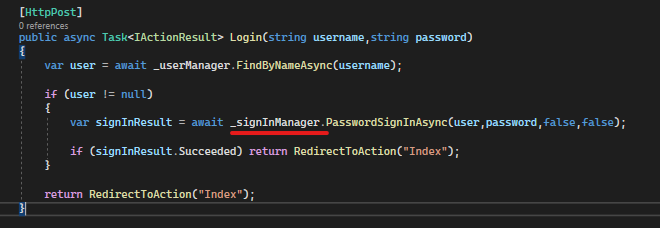 [HttpPost]
0 references
public async Task<IActionResult> Login(string username,string password)
{
var user = await _userManager.FindByNameAsync(username);
if (user != null)
{
var signInResult = await _signInManager.PasswordSignInAsync(user,password,false,false);
if (signInResult.Succeeded) return RedirectToAction("Index");
}
return RedirectToAction("Index");
}